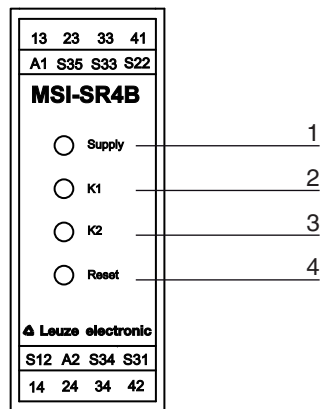 13 23 33 41
A1 S35 S33 S22
MSI-SR4B
Supply 1
K1 2
K2 3
Reset 4
Leuze electronic
S12 A2 S34 S31
14 24 34 42